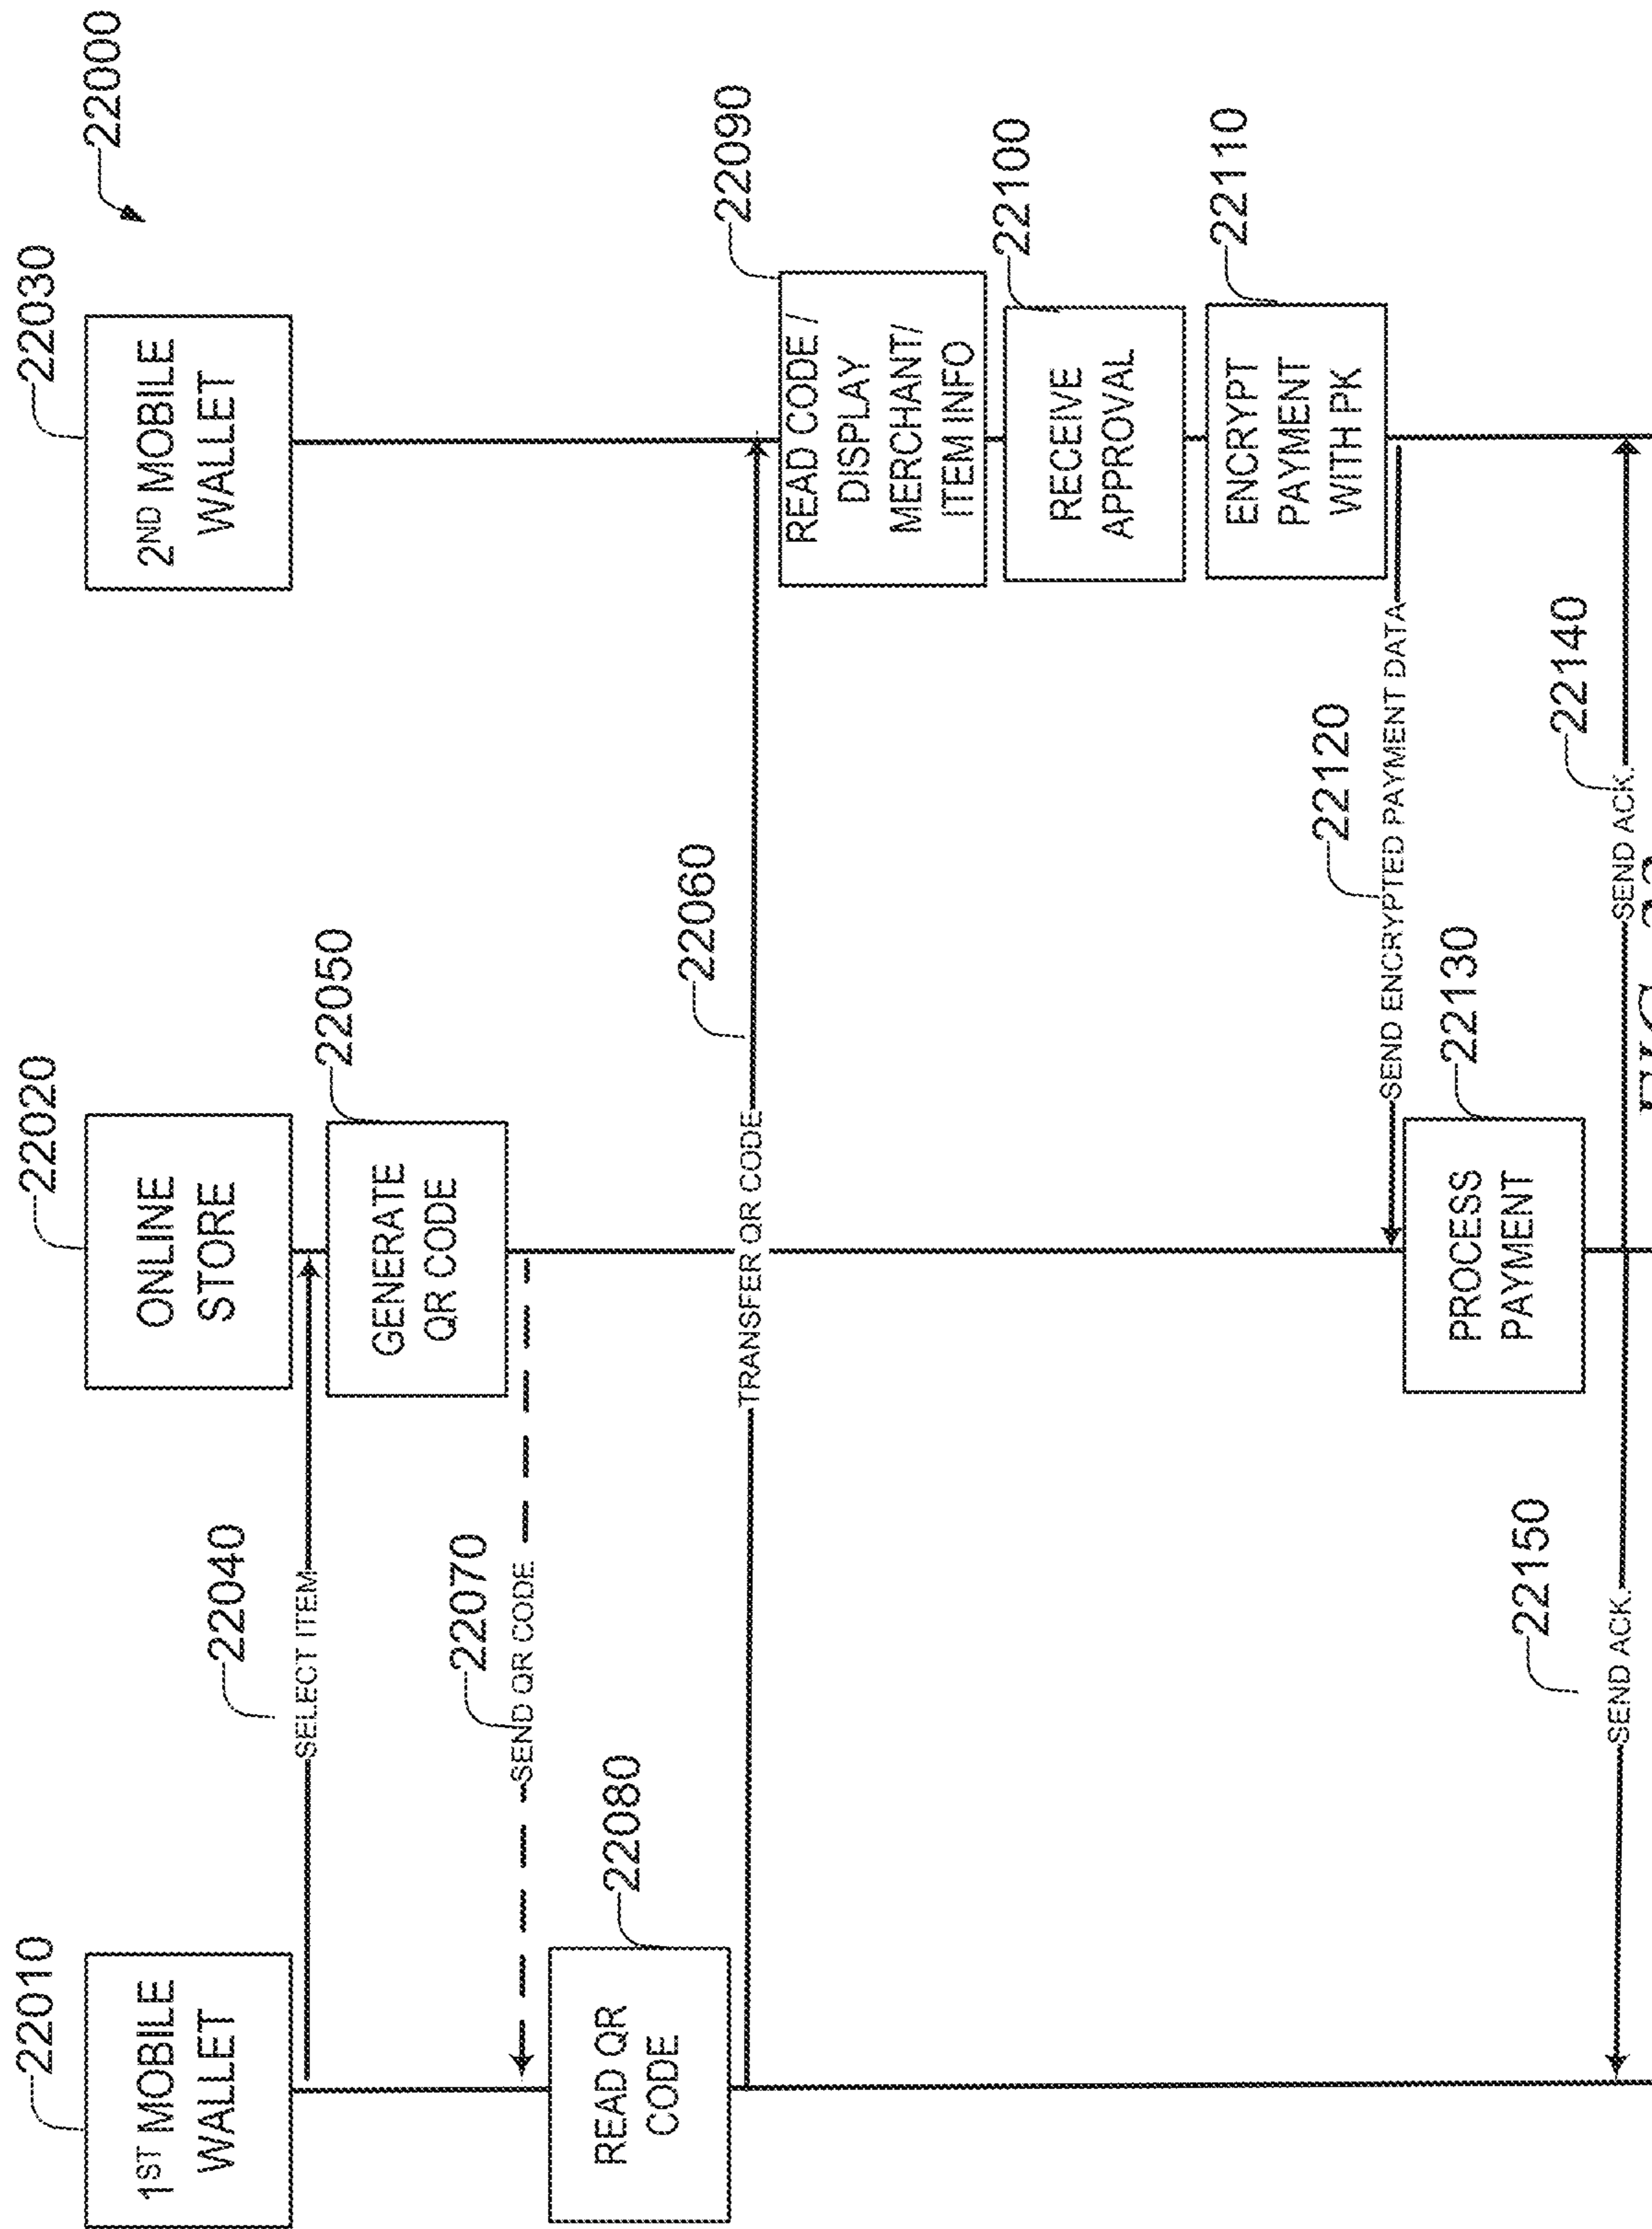 22000
22010
22020
22030
1ST MOBILE
WALLET
ONLINE
STORE
2ND MOBILE
WALLET
22040
SELECT ITEM
22050
GENERATE
QR CODE
22070
SEND QR CODE
22080
READ QR
CODE
22060
TRANSFER QR CODE
22090
READ CODE /
DISPLAY
MERCHANT/
ITEM INFO
22100
RECEIVE
APPROVAL
22110
ENCRYPT
PAYMENT
WITH PK
22120
SEND ENCRYPTED PAYMENT DATA
22130
PROCESS
PAYMENT
22140
SEND ACK.
22150
SEND ACK.